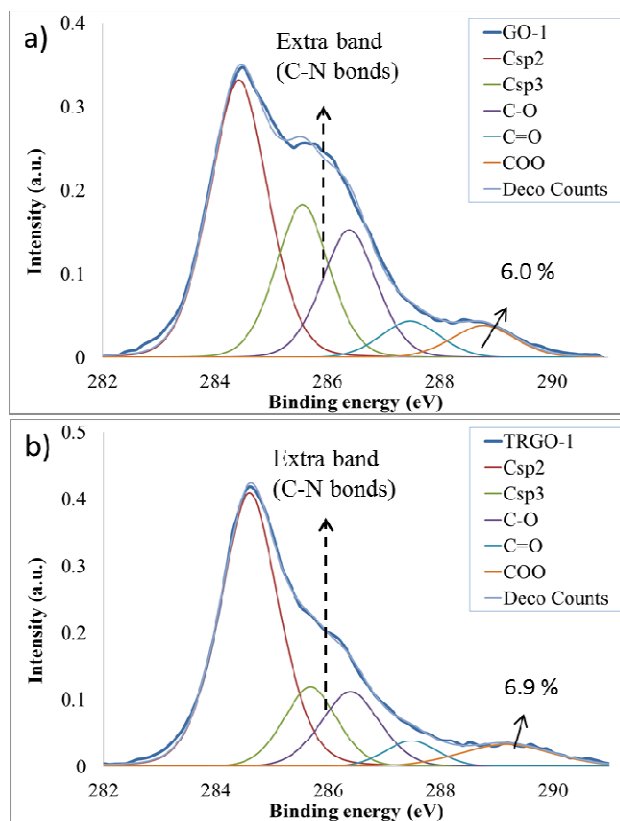 a)
Extra band
(C-N bonds)
GO-1
Csp2
Csp3
C-O
C=O
COO
Deco Counts
6.0 %
Intensity (a.u.)
0.4
0.3
0.2
0.1
0
282 284 286 288 290
Binding energy (eV)
b)
Extra band
(C-N bonds)
TRGO-1
Csp2
Csp3
C-O
C=O
COO
Deco Counts
6.9 %
Intensity (a.u.)
0.5
0.4
0.3
0.2
0.1
0
282 284 286 288 290
Binding energy (eV)